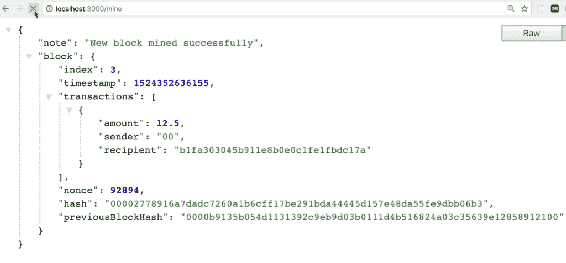 localhost:3000/mine
Raw
{
"note": "New block mined successfully",
"block": {
"index": 3,
"timestamp": 1524352636155,
"transactions": [
{
"amount": 12.5,
"sender": "00",
"recipient": "b1fa303045b911e8b0e0c1fe1fbdc17a"
}
],
"nonce": 92894,
"hash": "00002778916a7dadc7260a1b6cff17be291bda44445d157e48da55fe9dbb06b3",
"previousBlockHash": "0000b9135b054d1131392c9eb9d03b0111d4b516824a03c35639e12858912100"
}
}